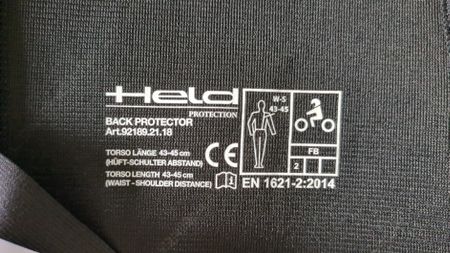 Held
PROTECTION
BACK PROTECTOR
Art.92189.21.18
TORSO LÄNGE 43-45 cm
(HÜFT-SCHULTER ABSTAND)
TORSO LENGTH 43-45 cm
(WAIST - SHOULDER DISTANCE)
CE
W-S
43-45
FB
2
EN 1621-2:2014